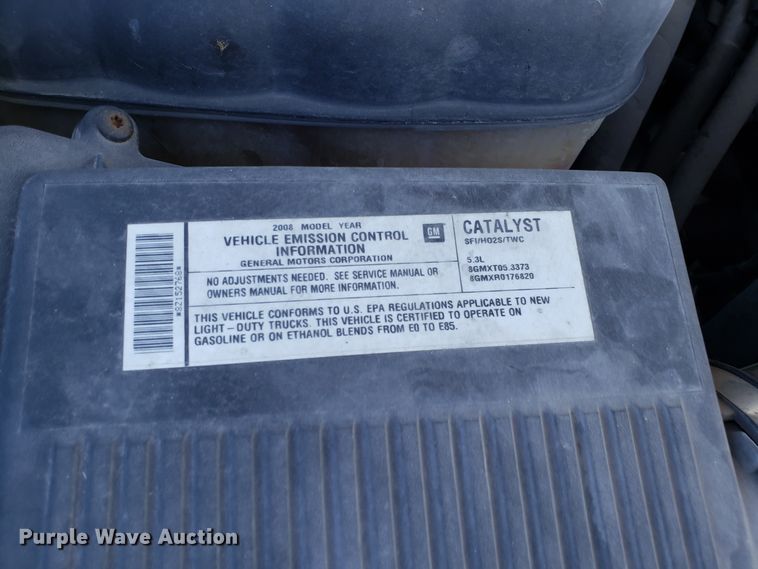 2008 MODEL YEAR
VEHICLE EMISSION CONTROL
INFORMATION
GENERAL MOTORS CORPORATION
GM
NO ADJUSTMENTS NEEDED. SEE SERVICE MANUAL OR
OWNERS MANUAL FOR MORE INFORMATION.
CATALYST
SFI/HO2S/TWC
5.3L
8GMXT05.3373
8GMXR0176820
THIS VEHICLE CONFORMS TO U.S. EPA REGULATIONS APPLICABLE TO NEW
LIGHT-DUTY TRUCKS. THIS VEHICLE IS CERTIFIED TO OPERATE ON
GASOLINE OR ON ETHANOL BLENDS FROM E0 TO E85.
Purple Wave Auction